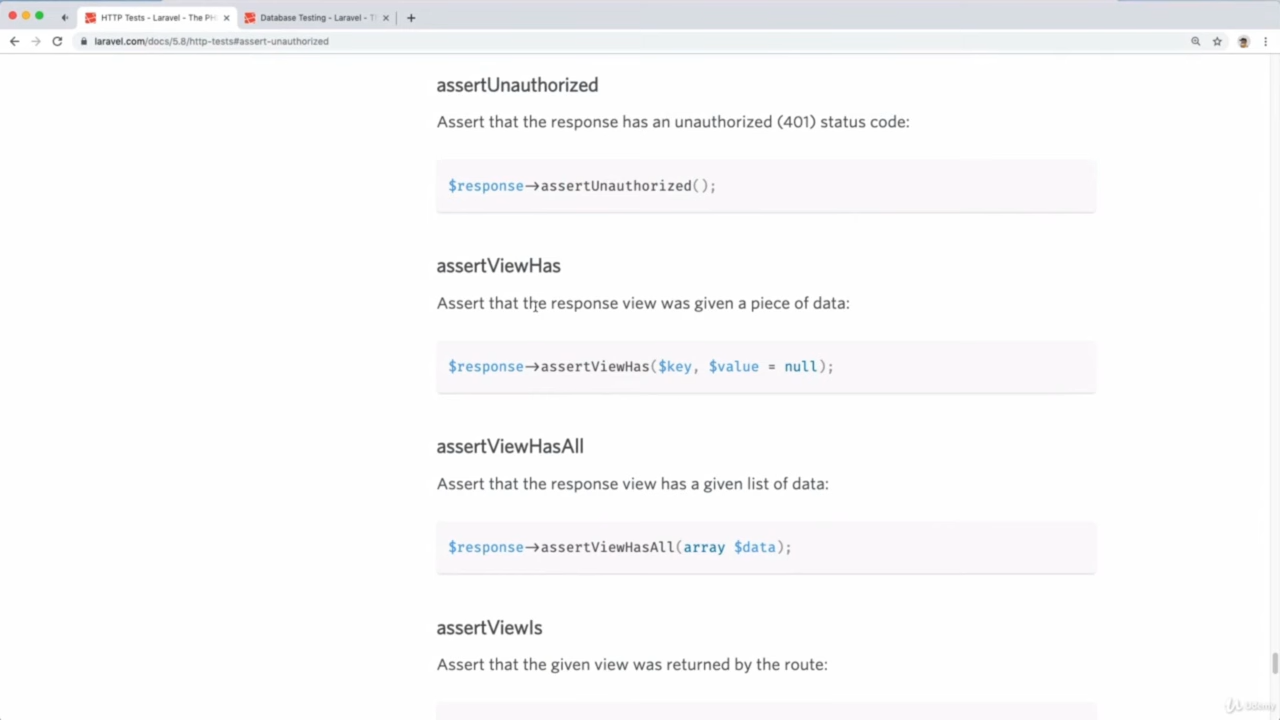 HTTP Tests - Laravel - The PH
Database Testing - Laravel - T
laravel.com/docs/5.8/http-tests#assert-unauthorized
assertUnauthorized
Assert that the response has an unauthorized (401) status code:
$response→assertUnauthorized();
assertViewHas
Assert that the response view was given a piece of data:
$response→assertViewHas($key, $value = null);
assertViewHasAll
Assert that the response view has a given list of data:
$response→assertViewHasAll(array $data);
assertViewIs
Assert that the given view was returned by the route:
Udemy